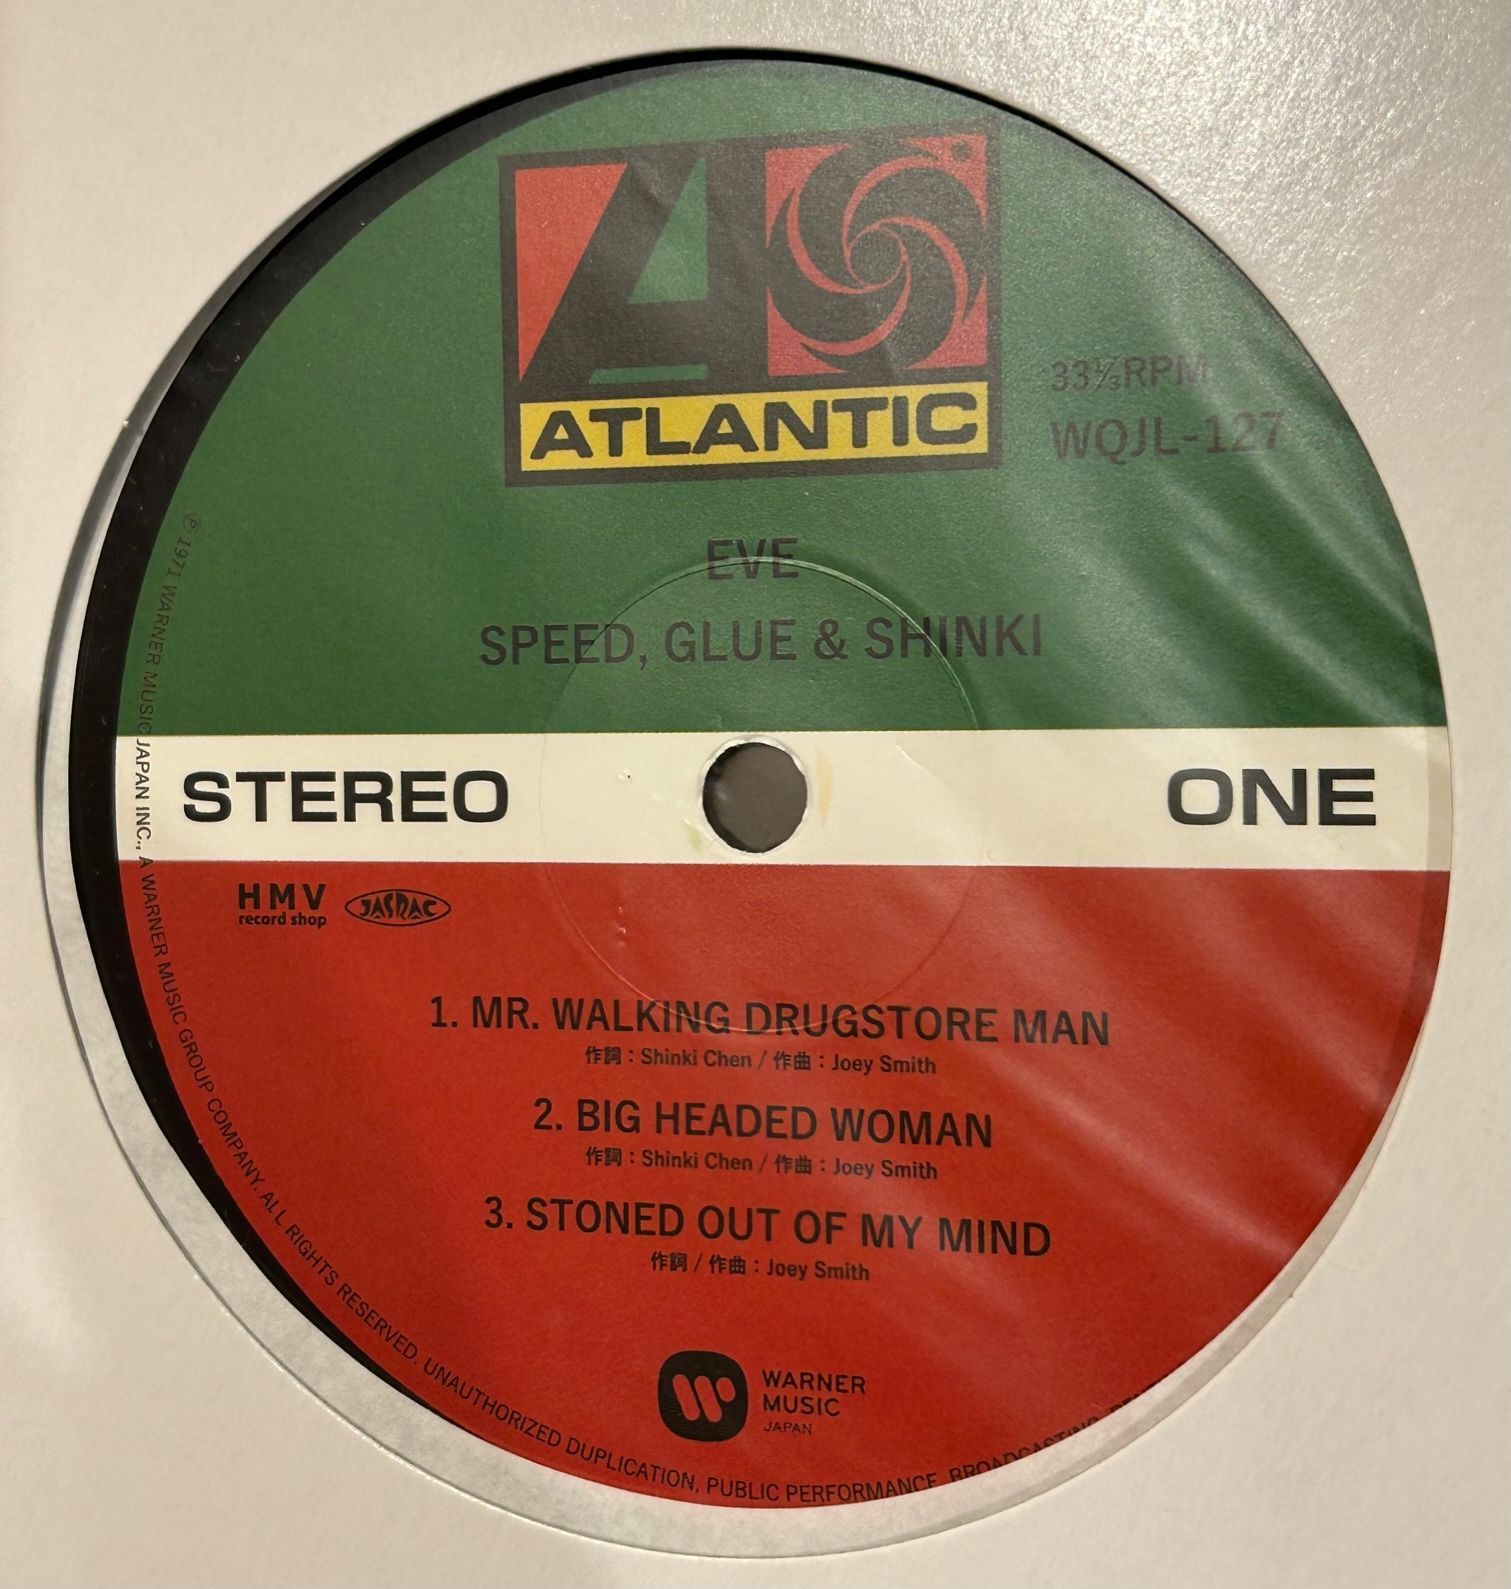 ATLANTIC
33⅓RPM
WQJL-127
EVE
SPEED, GLUE & SHINKI
STEREO
ONE
HMV
record shop
JASRAC
1. MR. WALKING DRUGSTORE MAN
作詞：Shinki Chen / 作曲：Joey Smith
2. BIG HEADED WOMAN
作詞：Shinki Chen / 作曲：Joey Smith
3. STONED OUT OF MY MIND
作詞 / 作曲：Joey Smith
WARNER
MUSIC
JAPAN
℗ 1971 WARNER MUSIC JAPAN INC., A WARNER MUSIC GROUP COMPANY. ALL RIGHTS RESERVED. UNAUTHORIZED DUPLICATION, PUBLIC PERFORMANCE, BROADCASTING,